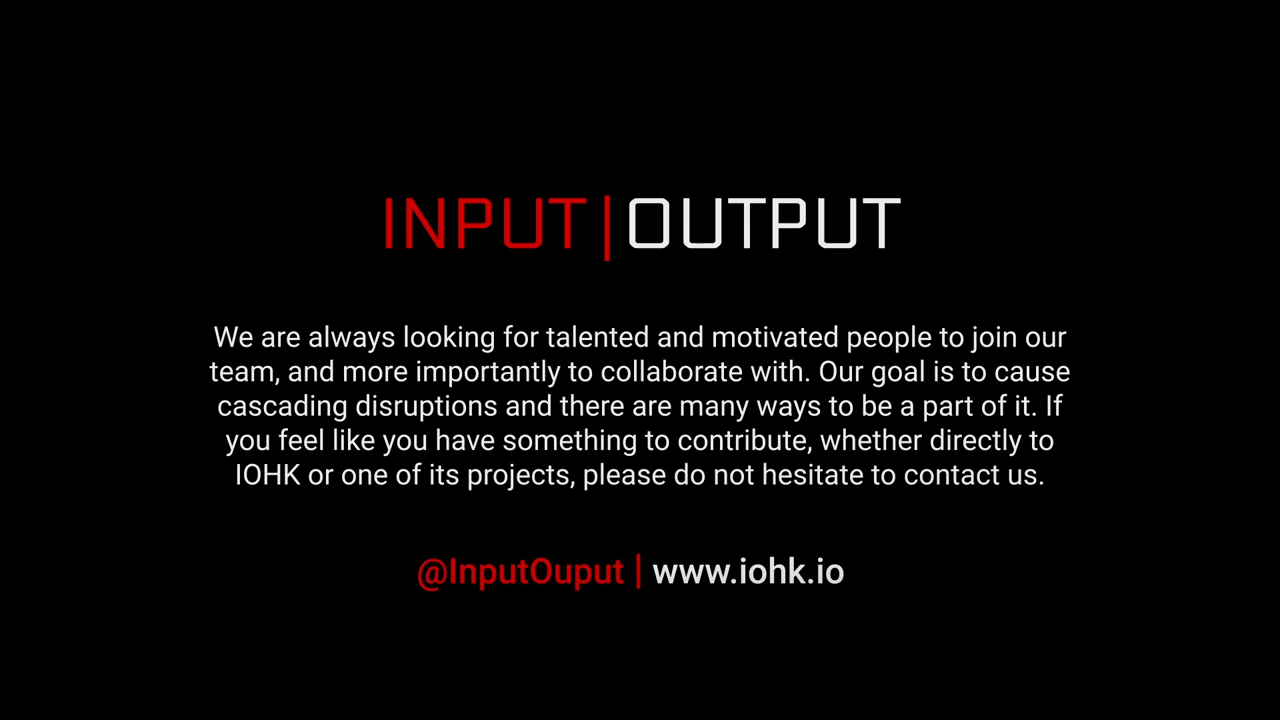 INPUT|OUTPUT
We are always looking for talented and motivated people to join our
team, and more importantly to collaborate with. Our goal is to cause
cascading disruptions and there are many ways to be a part of it. If
you feel like you have something to contribute, whether directly to
IOHK or one of its projects, please do not hesitate to contact us.
@InputOuput | www.iohk.io